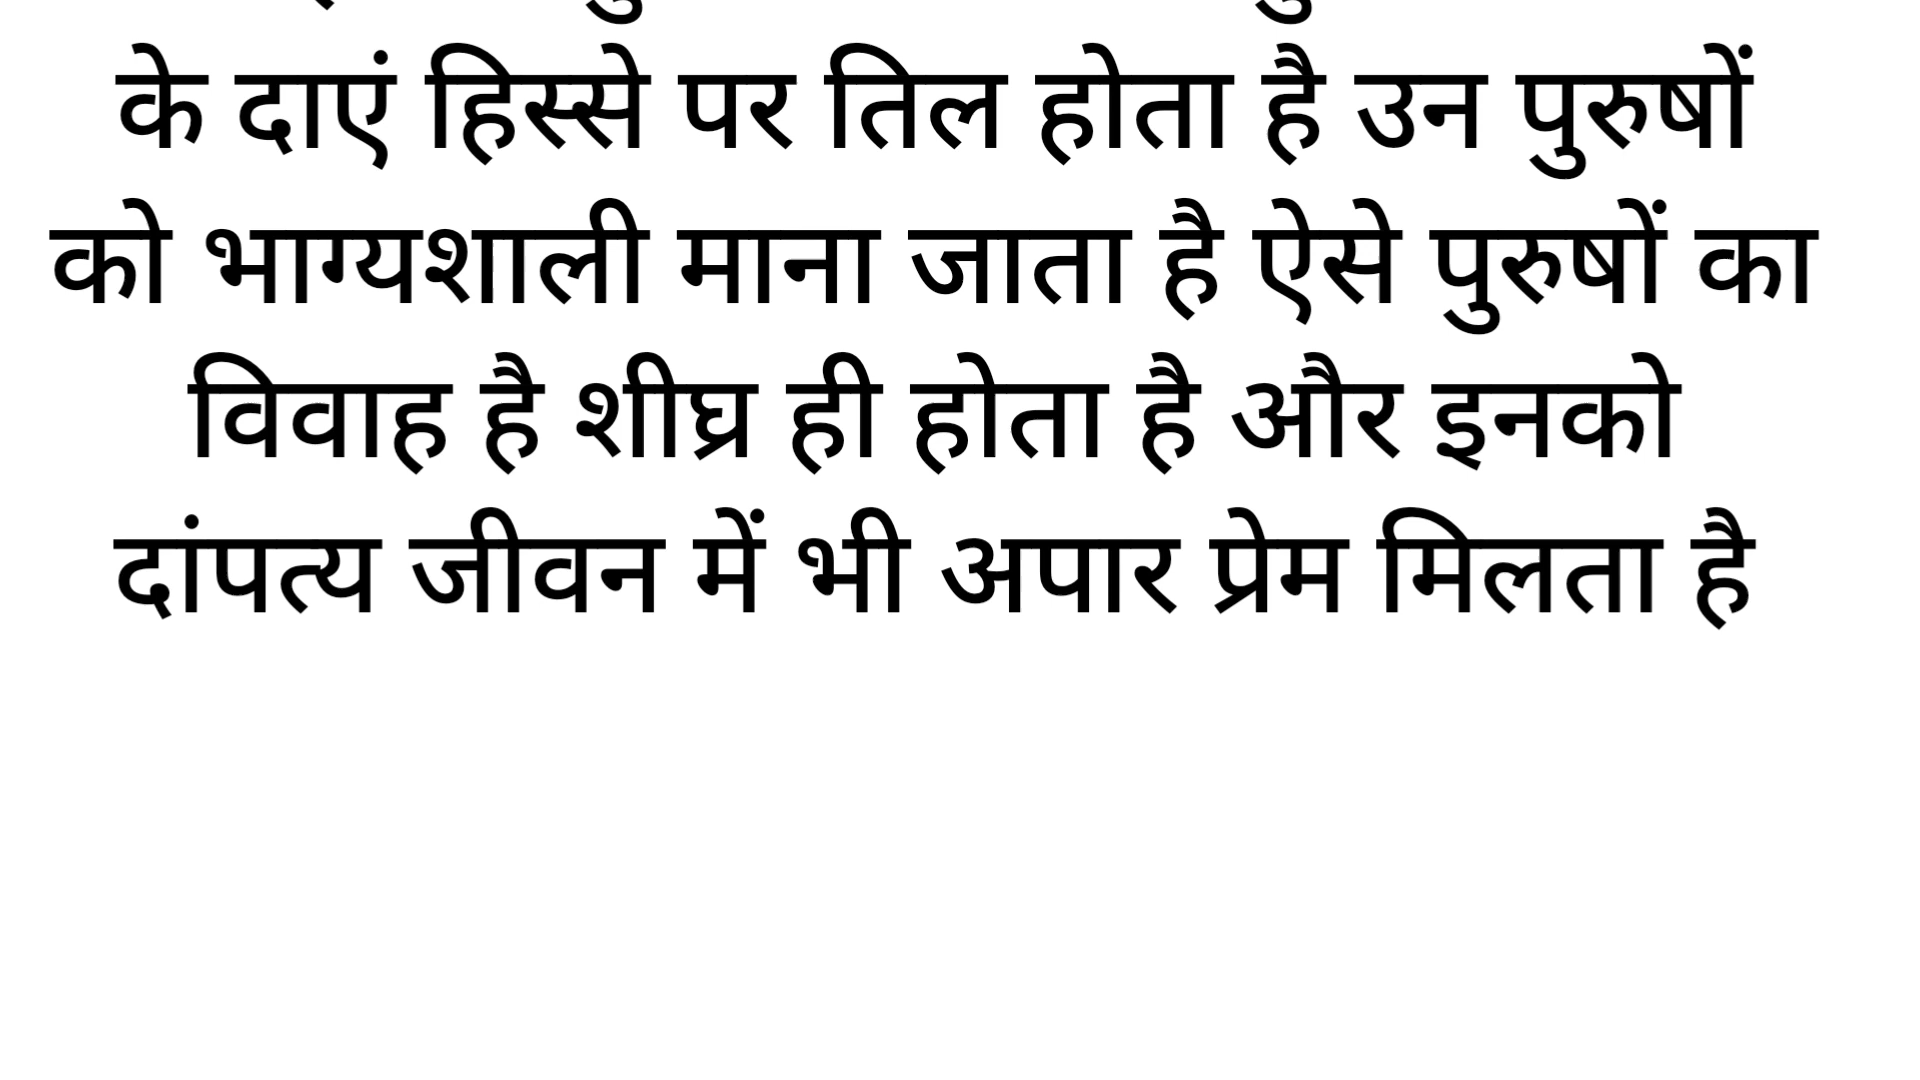 के दाएं हिस्से पर तिल होता है उन पुरुषों
को भाग्यशाली माना जाता है ऐसे पुरुषों का
विवाह है शीघ्र ही होता है और इनको
दांपत्य जीवन में भी अपार प्रेम मिलता है